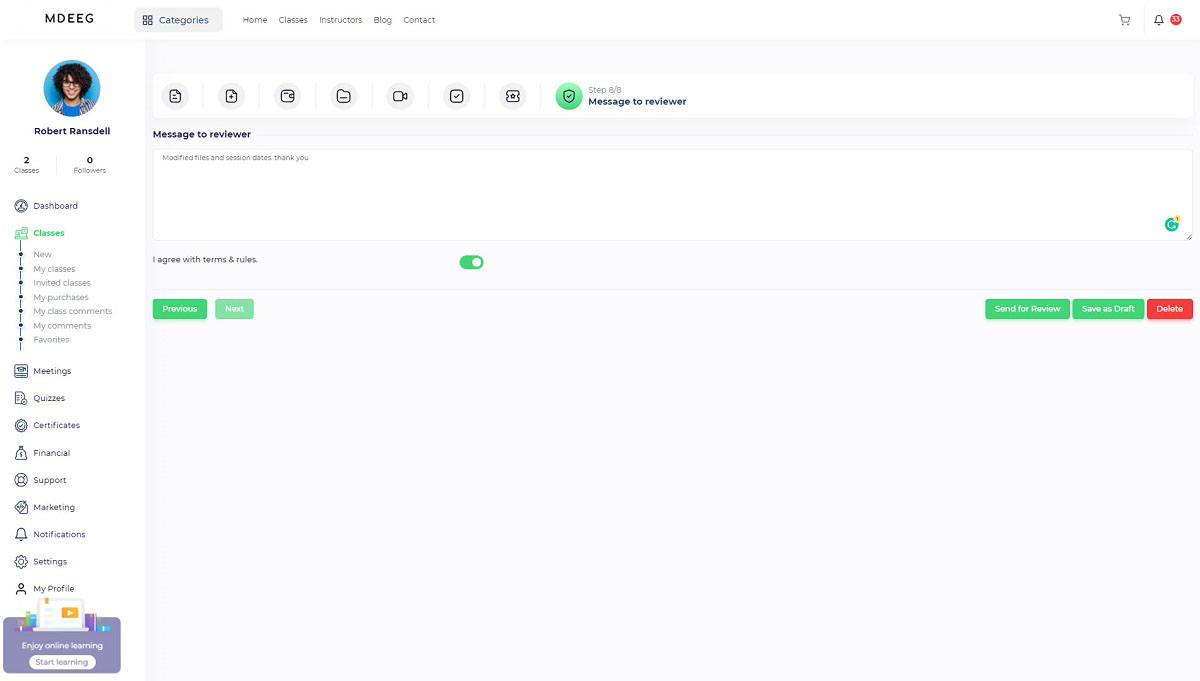 MDEEG
Categories
Home
Classes
Instructors
Blog
Contact
33
Robert Ransdell
2
Classes
0
Followers
Dashboard
Classes
New
My classes
Invited classes
My purchases
My class comments
My comments
Favorites
Meetings
Quizzes
Certificates
Financial
Support
Marketing
Notifications
Settings
My Profile
Enjoy online learning
Start learning
Step 8/8
Message to reviewer
Message to reviewer
Modified files and session dates. thank you
1
I agree with terms & rules.
Previous
Next
Send for Review
Save as Draft
Delete